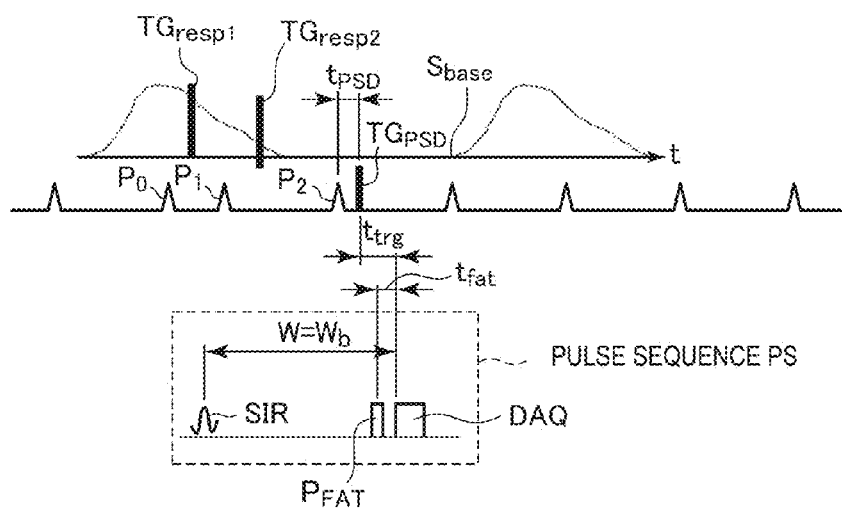 TGresp1
TGresp2
tPSD
Sbase
TGPSD
t
P0
P1
P2
ttrg
tfat
W=Wb
PULSE SEQUENCE PS
SIR
DAQ
PFAT